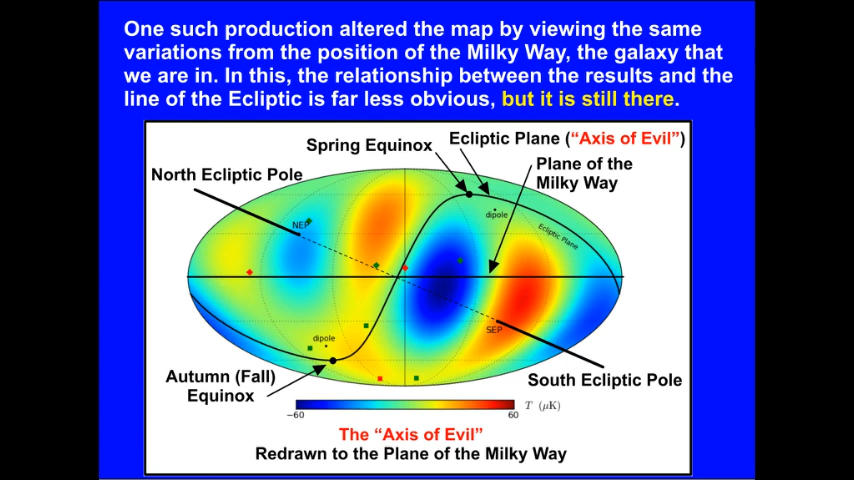 One such production altered the map by viewing the same
variations from the position of the Milky Way, the galaxy that
we are in. In this, the relationship between the results and the
line of the Ecliptic is far less obvious, but it is still there.
Spring Equinox
Ecliptic Plane ("Axis of Evil")
Plane of the
Milky Way
North Ecliptic Pole
NEP
dipole
Ecliptic Plane
SEP
dipole
Autumn (Fall)
Equinox
South Ecliptic Pole
−60
60
T (μK)
The "Axis of Evil"
Redrawn to the Plane of the Milky Way